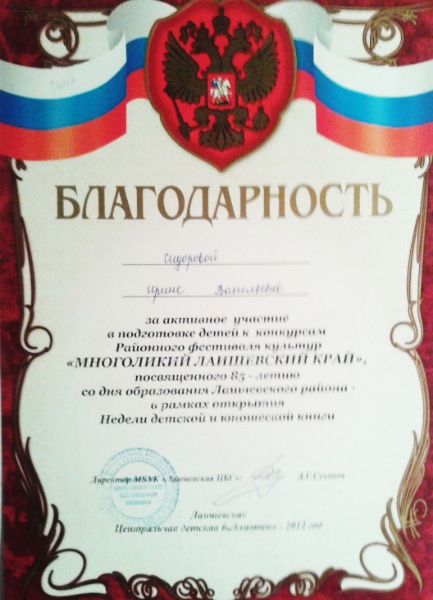 БЛАГОДАРНОСТЬ
Сидоровой
Ирине Васильевне
за активное участие
в подготовке детей к конкурсам
Районного фестиваля культур
«МНОГОЛИКИЙ ЛАИШЕВСКИЙ КРАЙ»,
посвященного 85 - летию
со дня образования Лаишевского района -
в рамках открытия
Недели детской и юношеской книги
Директор МБУК «Лаишевская ЦБС»
Лаишевская
Центральная детская библиотека - 2012 год